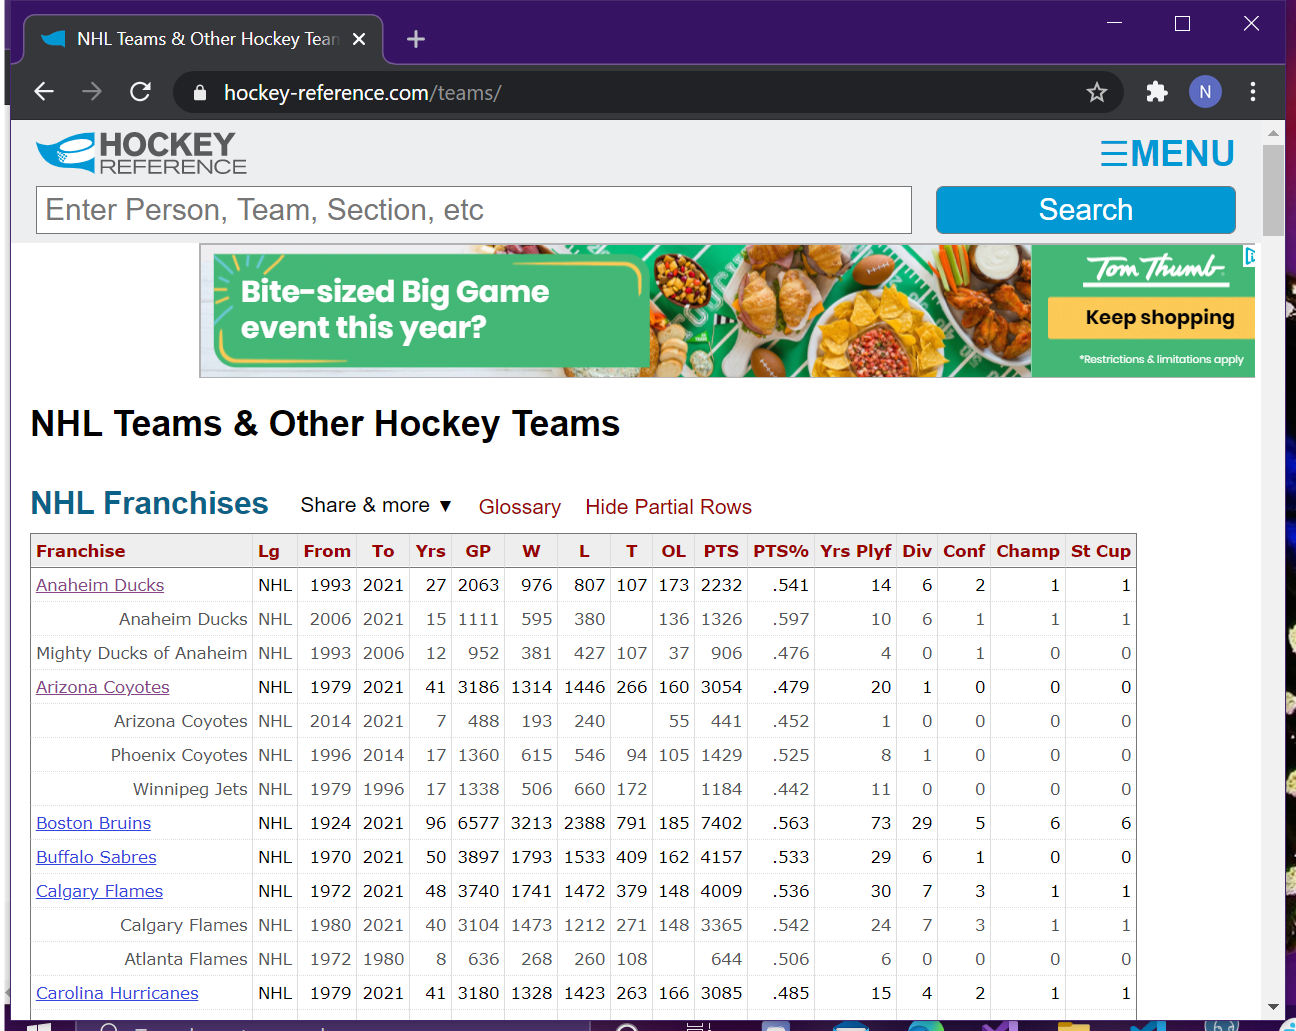 NHL Teams & Other Hockey Tean
hockey-reference.com/teams/
N
HOCKEY
REFERENCE
MENU
Enter Person, Team, Section, etc
Search
Bite-sized Big Game
event this year?
Tom Thumb
Keep shopping
*Restrictions & limitations apply
NHL Teams & Other Hockey Teams
NHL Franchises Share & more ▼ Glossary Hide Partial Rows
Franchise Lg From To Yrs GP W L T OL PTS PTS% Yrs Plyf Div Conf Champ St Cup
Anaheim Ducks NHL 1993 2021 27 2063 976 807 107 173 2232 .541 14 6 2 1 1
Anaheim Ducks NHL 2006 2021 15 1111 595 380 136 1326 .597 10 6 1 1 1
Mighty Ducks of Anaheim NHL 1993 2006 12 952 381 427 107 37 906 .476 4 0 1 0 0
Arizona Coyotes NHL 1979 2021 41 3186 1314 1446 266 160 3054 .479 20 1 0 0 0
Arizona Coyotes NHL 2014 2021 7 488 193 240 55 441 .452 1 0 0 0 0
Phoenix Coyotes NHL 1996 2014 17 1360 615 546 94 105 1429 .525 8 1 0 0 0
Winnipeg Jets NHL 1979 1996 17 1338 506 660 172 1184 .442 11 0 0 0 0
Boston Bruins NHL 1924 2021 96 6577 3213 2388 791 185 7402 .563 73 29 5 6 6
Buffalo Sabres NHL 1970 2021 50 3897 1793 1533 409 162 4157 .533 29 6 1 0 0
Calgary Flames NHL 1972 2021 48 3740 1741 1472 379 148 4009 .536 30 7 3 1 1
Calgary Flames NHL 1980 2021 40 3104 1473 1212 271 148 3365 .542 24 7 3 1 1
Atlanta Flames NHL 1972 1980 8 636 268 260 108 644 .506 6 0 0 0 0
Carolina Hurricanes NHL 1979 2021 41 3180 1328 1423 263 166 3085 .485 15 4 2 1 1